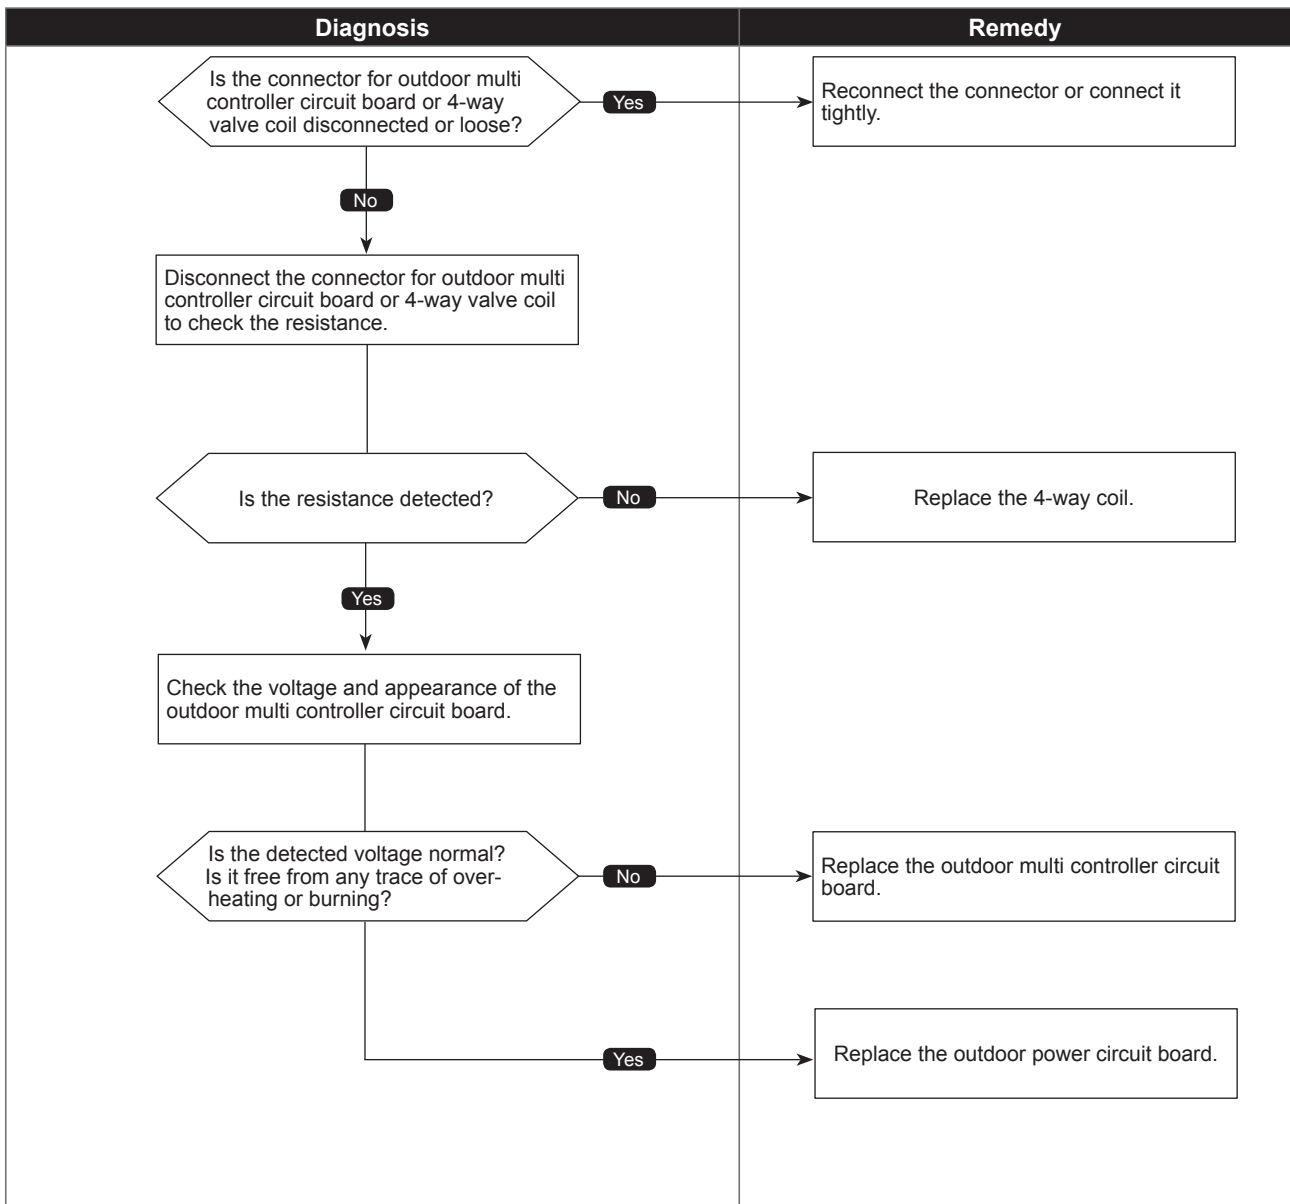 Diagnosis
Remedy
Is the connector for outdoor multi
controller circuit board or 4-way
valve coil disconnected or loose?
Yes
Reconnect the connector or connect it
tightly.
No
Disconnect the connector for outdoor multi
controller circuit board or 4-way valve coil
to check the resistance.
Is the resistance detected?
No
Replace the 4-way coil.
Yes
Check the voltage and appearance of the
outdoor multi controller circuit board.
Is the detected voltage normal?
Is it free from any trace of over-
heating or burning?
No
Replace the outdoor multi controller circuit
board.
Yes
Replace the outdoor power circuit board.